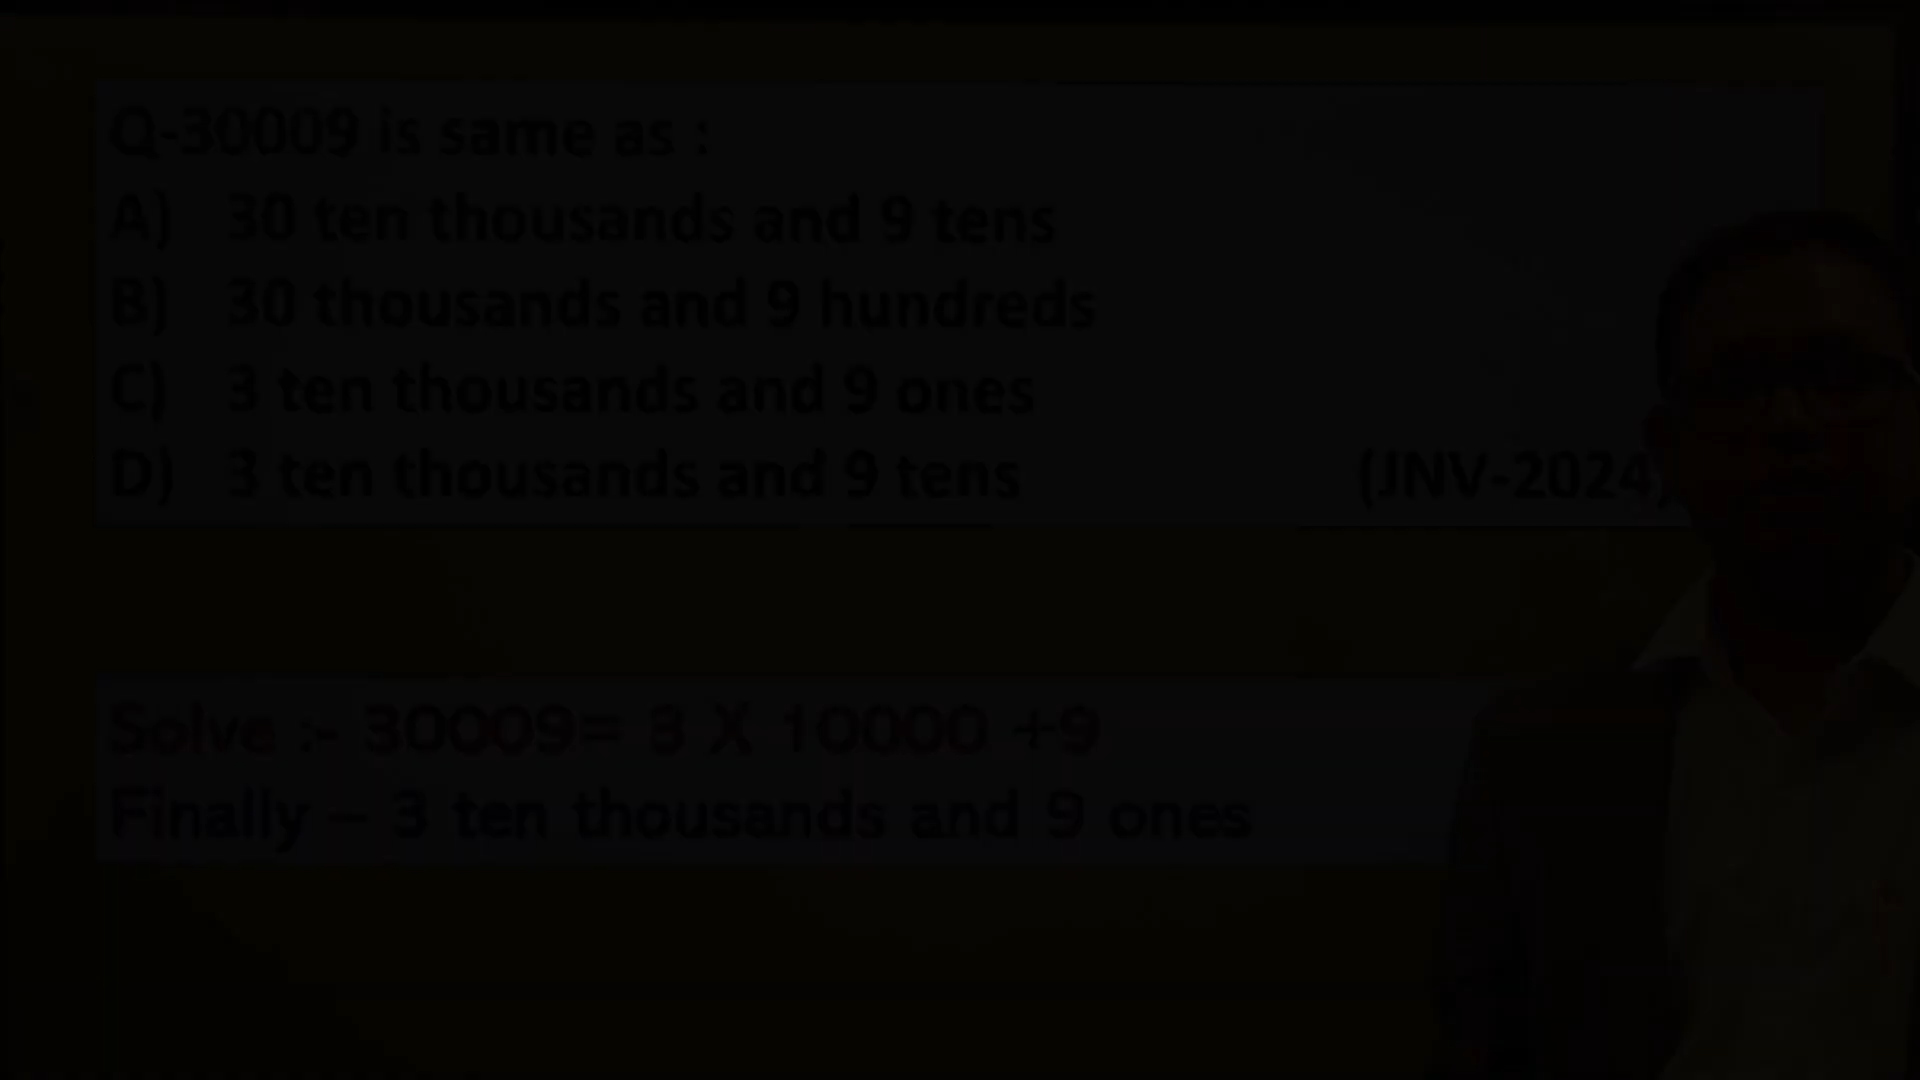 Q-30009 is same as :
A) 30 ten thousands and 9 tens
B) 30 thousands and 9 hundreds
C) 3 ten thousands and 9 ones
D) 3 ten thousands and 9 tens (JNV-2024)
Solve :- 30009= 3 X 10000 +9
Finally – 3 ten thousands and 9 ones